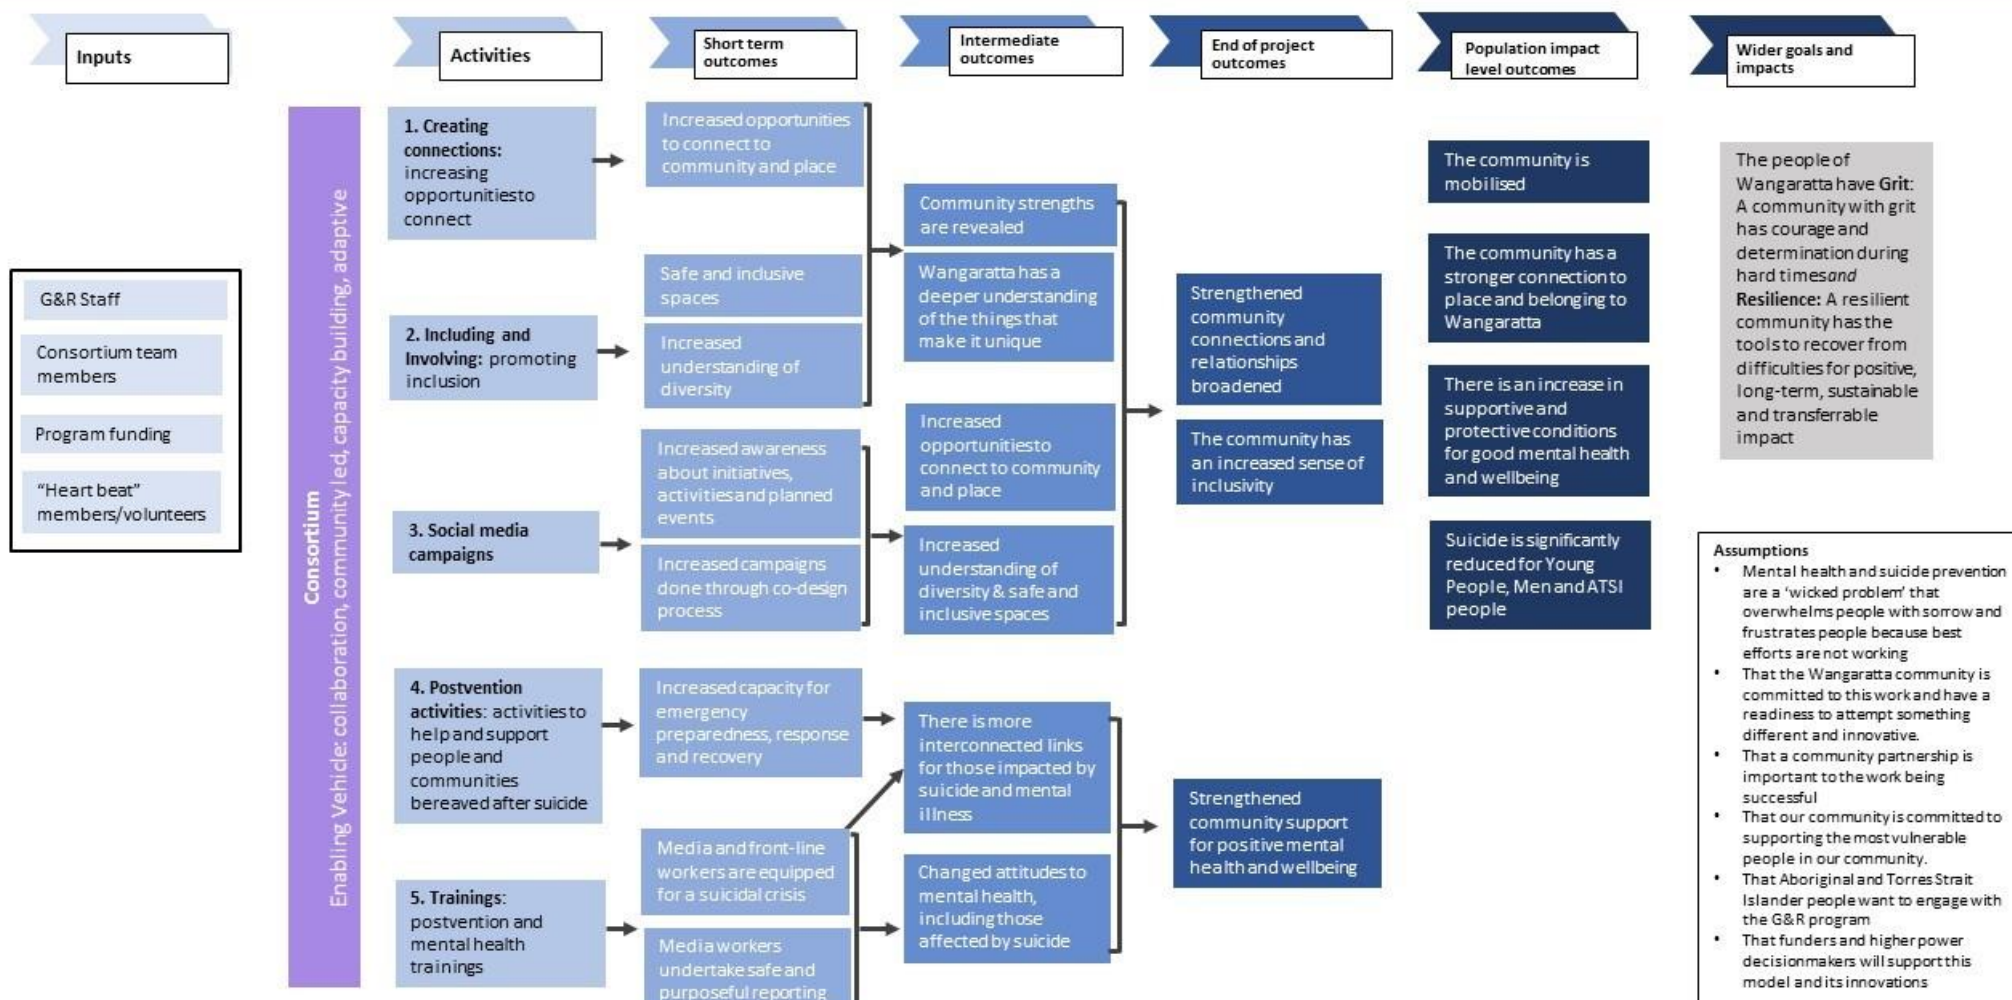 Inputs
Activities
Short term
outcomes
Intermediate
outcomes
End of project
outcomes
Population impact
level outcomes
Wider goals and
impacts
G&R Staff
Consortium team
members
Program funding
“Heart beat”
members/volunteers
Consortium
Enabling Vehicle: collaboration, community led, capacity building, adaptive
1. Creating
connections:
increasing
opportunities to
connect
2. Including and
Involving: promoting
inclusion
3. Social media
campaigns
4. Postvention
activities: activities to
help and support
people and
communities
bereaved after suicide
5. Trainings:
postvention and
mental health
trainings
Increased opportunities
to connect to
community and place
Safe and inclusive
spaces
Increased
understanding of
diversity
Increased awareness
about initiatives,
activities and planned
events
Increased campaigns
done through co-design
process
Increased capacity for
emergency
preparedness, response
and recovery
Media and front-line
workers are equipped
for a suicidal crisis
Media workers
undertake safe and
purposeful reporting
Community strengths
are revealed
Wangaratta has a
deeper understanding
of the things that
make it unique
Increased
opportunities to
connect to community
and place
Increased
understanding of
diversity & safe and
inclusive spaces
There is more
interconnected links
for those impacted by
suicide and mental
illness
Changed attitudes to
mental health,
including those
affected by suicide
Strengthened
community
connections and
relationships
broadened
The community has
an increased sense of
inclusivity
Strengthened
community support
for positive mental
health and wellbeing
The community is
mobilised
The community has a
stronger connection to
place and belonging to
Wangaratta
There is an increase in
supportive and
protective conditions
for good mental health
and wellbeing
Suicide is significantly
reduced for Young
People, Men and ATSI
people
The people of
Wangaratta have Grit:
A community with grit
has courage and
determination during
hard times and
Resilience: A resilient
community has the
tools to recover from
difficulties for positive,
long-term, sustainable
and transferrable
impact
Assumptions
• Mental health and suicide prevention
are a ‘wicked problem’ that
overwhelms people with sorrow and
frustrates people because best
efforts are not working
• That the Wangaratta community is
committed to this work and have a
readiness to attempt something
different and innovative.
• That a community partnership is
important to the work being
successful
• That our community is committed to
supporting the most vulnerable
people in our community.
• That Aboriginal and Torres Strait
Islander people want to engage with
the G&R program
• That funders and higher power
decisionmakers will support this
model and its innovations